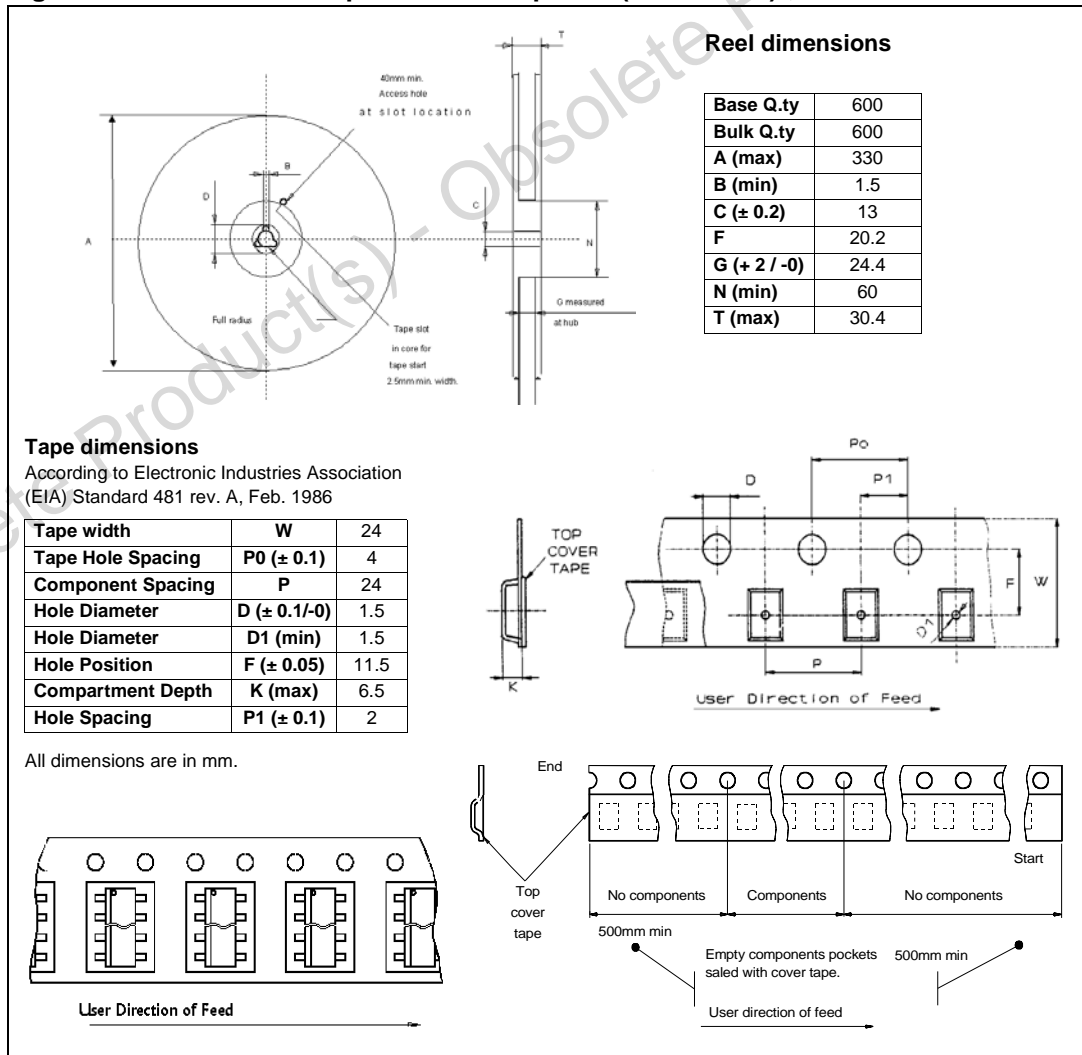 Reel dimensions
Base Q.ty 600
Bulk Q.ty 600
A (max) 330
B (min) 1.5
C (± 0.2) 13
F 20.2
G (+ 2 / -0) 24.4
N (min) 60
T (max) 30.4
T
40mm min.
Access hole
at slot location
B
D
C
A
N
G measured
at hub
Full radius
Tape slot
in core for
tape start
2.5mm min. width.
Obsolete Product(s) - Obsolete
Tape dimensions
According to Electronic Industries Association
(EIA) Standard 481 rev. A, Feb. 1986
Tape width W 24
Tape Hole Spacing P0 (± 0.1) 4
Component Spacing P 24
Hole Diameter D (± 0.1/-0) 1.5
Hole Diameter D1 (min) 1.5
Hole Position F (± 0.05) 11.5
Compartment Depth K (max) 6.5
Hole Spacing P1 (± 0.1) 2
All dimensions are in mm.
Po
D
P1
TOP
COVER
TAPE
F
W
D1
P
K
User Direction of Feed
End
Start
Top
cover
tape
No components
Components
No components
500mm min
Empty components pockets
saled with cover tape.
500mm min
User direction of feed
User Direction of Feed